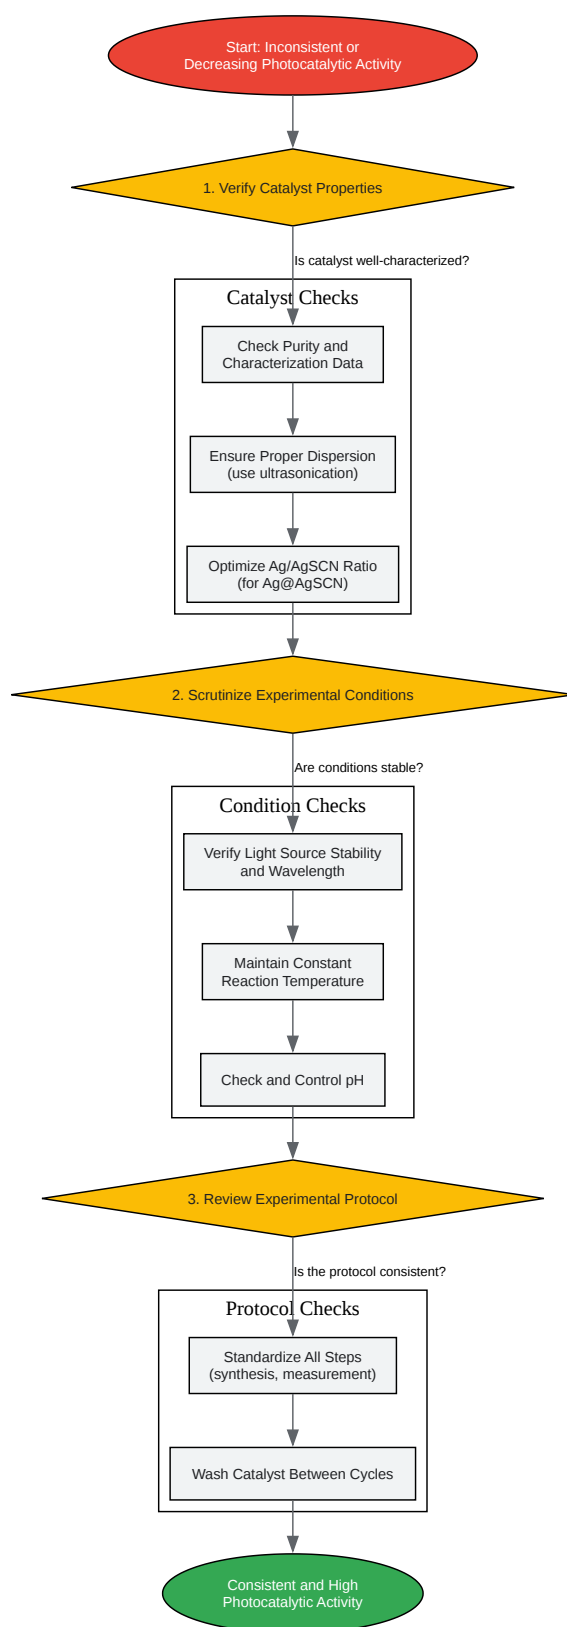 Start: Inconsistent or
Decreasing Photocatalytic Activity
1. Verify Catalyst Properties
Is catalyst well-characterized?
Catalyst Checks
Check Purity and
Characterization Data
Ensure Proper Dispersion
(use ultrasonication)
Optimize Ag/AgSCN Ratio
(for Ag@AgSCN)
2. Scrutinize Experimental Conditions
Are conditions stable?
Condition Checks
Verify Light Source Stability
and Wavelength
Maintain Constant
Reaction Temperature
Check and Control pH
3. Review Experimental Protocol
Is the protocol consistent?
Protocol Checks
Standardize All Steps
(synthesis, measurement)
Wash Catalyst Between Cycles
Consistent and High
Photocatalytic Activity